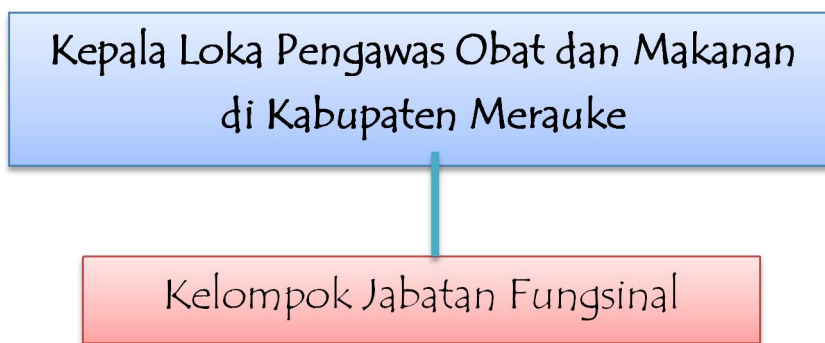 Kepala Loka Pengawas Obat dan Makanan
di Kabupaten Merauke
Kelompok Jabatan Fungsinal